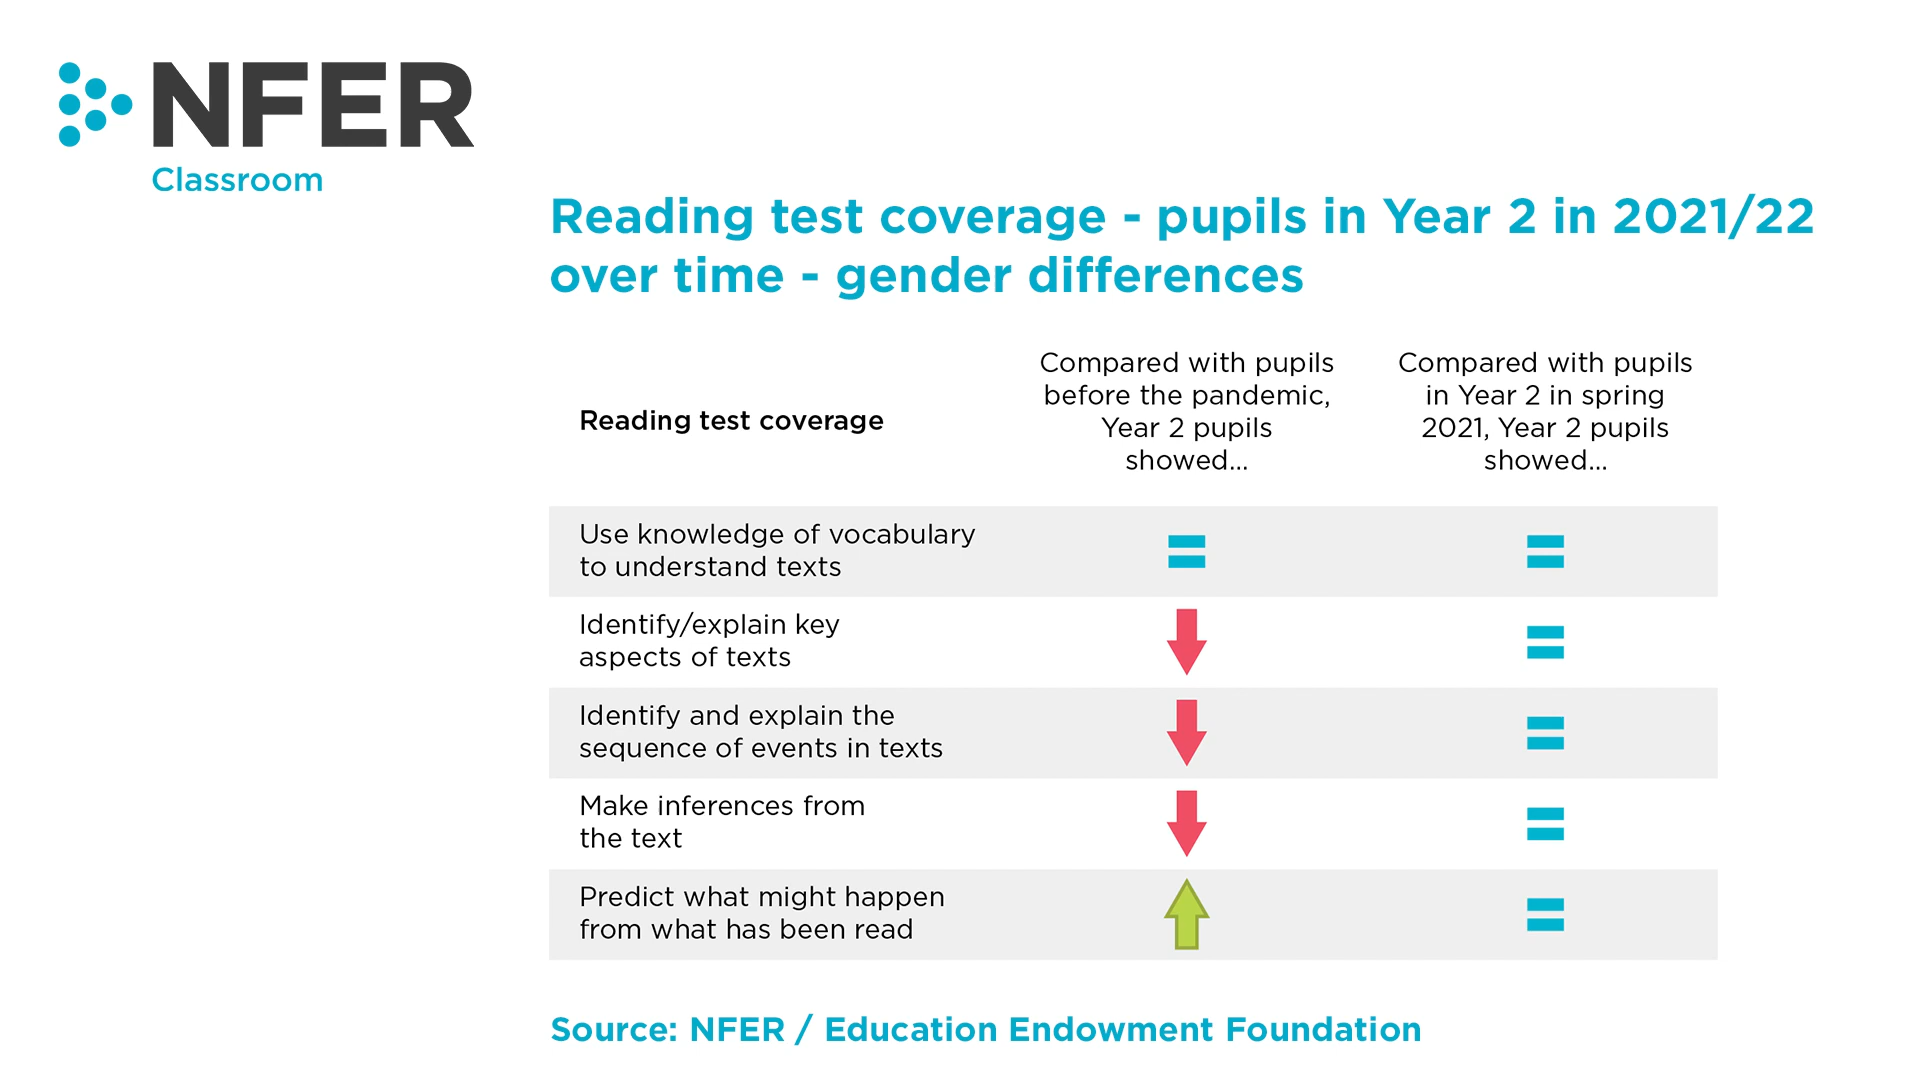 NFER
Classroom
Reading test coverage - pupils in Year 2 in 2021/22
over time - gender differences
Reading test coverage
Compared with pupils
before the pandemic,
Year 2 pupils
showed...
Compared with pupils
in Year 2 in spring
2021, Year 2 pupils
showed...
Use knowledge of vocabulary
to understand texts
Identify/explain key
aspects of texts
Identify and explain the
sequence of events in texts
Make inferences from
the text
Predict what might happen
from what has been read
Source: NFER / Education Endowment Foundation